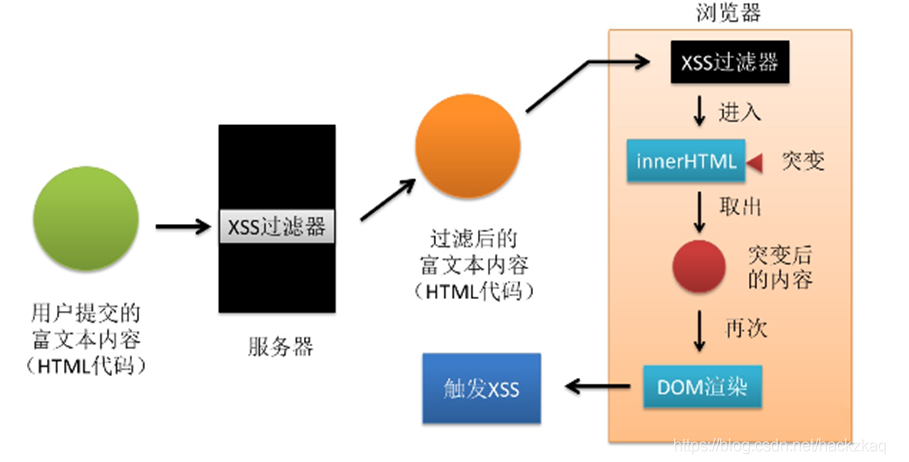 浏览器
XSS过滤器
进入
innerHTML
突变
取出
突变后
的内容
再次
DOM渲染
触发XSS
过滤后的
富文本内容
（HTML代码）
XSS过滤器
服务器
用户提交的
富文本内容
（HTML代码）
https://blog.csdn.net/hackzkaq